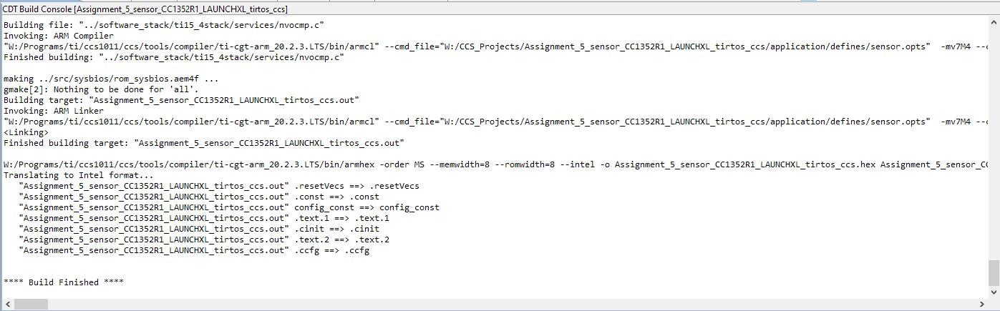 CDT Build Console [Assignment_5_sensor_CC1352R1_LAUNCHXL_tirtos_ccs]
Building file: "../software_stack/ti15_4stack/services/nvocmp.c"
Invoking: ARM Compiler
"W:/Programs/ti/ccs1011/ccs/tools/compiler/ti-cgt-arm_20.2.3.LTS/bin/armcl" --cmd_file="W:/CCS_Projects/Assignment_5_sensor_CC1352R1_LAUNCHXL_tirtos_ccs/application/defines/sensor.opts"  -mv7M4 --c
Finished building: "../software_stack/ti15_4stack/services/nvocmp.c"
making ../src/sysbios/rom_sysbios.aem4f ...
gmake[2]: Nothing to be done for 'all'.
Building target: "Assignment_5_sensor_CC1352R1_LAUNCHXL_tirtos_ccs.out"
Invoking: ARM Linker
"W:/Programs/ti/ccs1011/ccs/tools/compiler/ti-cgt-arm_20.2.3.LTS/bin/armcl" --cmd_file="W:/CCS_Projects/Assignment_5_sensor_CC1352R1_LAUNCHXL_tirtos_ccs/application/defines/sensor.opts"  -mv7M4 --c
<Linking>
Finished building target: "Assignment_5_sensor_CC1352R1_LAUNCHXL_tirtos_ccs.out"
W:/Programs/ti/ccs1011/ccs/tools/compiler/ti-cgt-arm_20.2.3.LTS/bin/armhex -order MS --memwidth=8 --romwidth=8 --intel -o Assignment_5_sensor_CC1352R1_LAUNCHXL_tirtos_ccs.hex Assignment_5_sensor_CC
Translating to Intel format...
"Assignment_5_sensor_CC1352R1_LAUNCHXL_tirtos_ccs.out" .resetVecs ==> .resetVecs
"Assignment_5_sensor_CC1352R1_LAUNCHXL_tirtos_ccs.out" .const ==> .const
"Assignment_5_sensor_CC1352R1_LAUNCHXL_tirtos_ccs.out" config_const ==> config_const
"Assignment_5_sensor_CC1352R1_LAUNCHXL_tirtos_ccs.out" .text.1 ==> .text.1
"Assignment_5_sensor_CC1352R1_LAUNCHXL_tirtos_ccs.out" .cinit ==> .cinit
"Assignment_5_sensor_CC1352R1_LAUNCHXL_tirtos_ccs.out" .text.2 ==> .text.2
"Assignment_5_sensor_CC1352R1_LAUNCHXL_tirtos_ccs.out" .ccfg ==> .ccfg
**** Build Finished ****